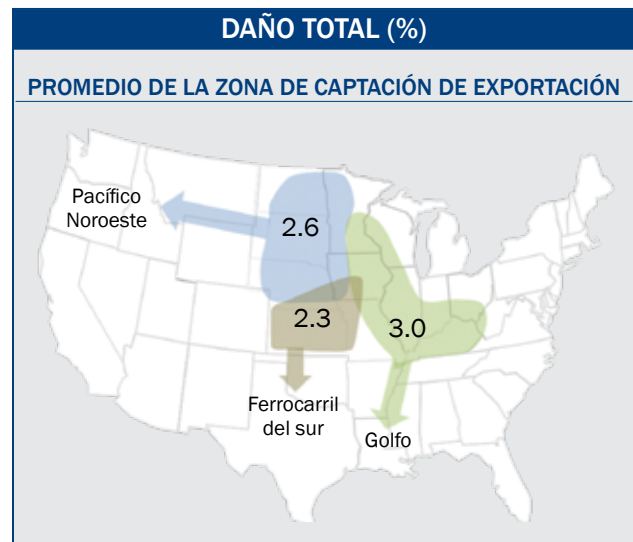 DAÑO TOTAL (%)
PROMEDIO DE LA ZONA DE CAPTACIÓN DE EXPORTACIÓN
Pacífico
Noroeste
2.6
2.3
3.0
Ferrocarril
del sur
Golfo